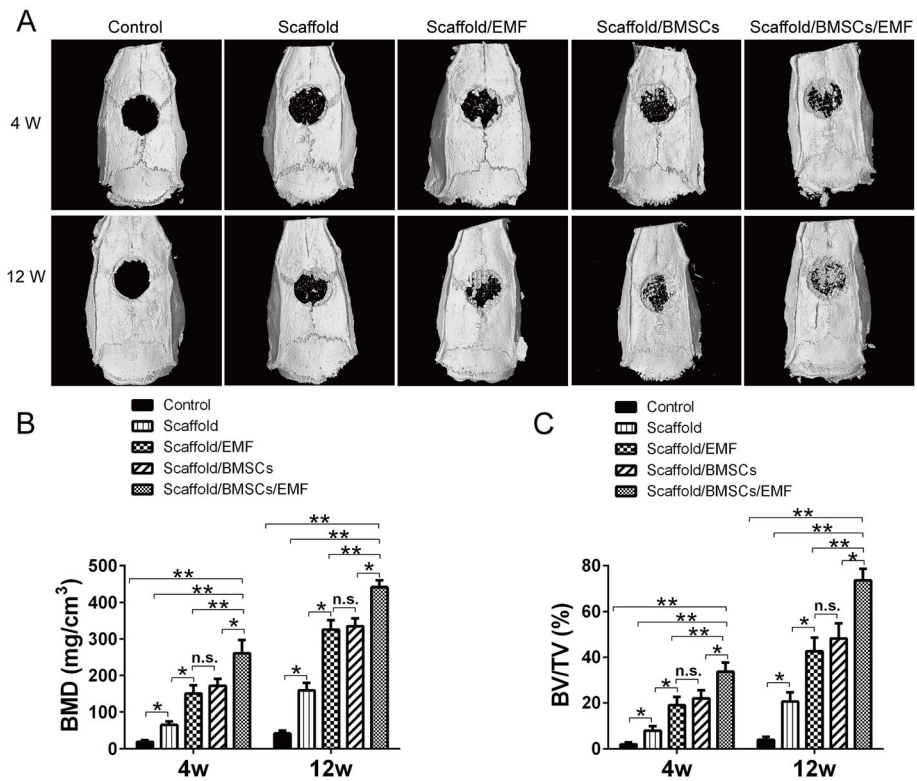 A
Control
Scaffold
Scaffold/EMF
Scaffold/BMSCs
Scaffold/BMSCs/EMF
4 W
12 W
B
Control
Scaffold
Scaffold/EMF
Scaffold/BMSCs
Scaffold/BMSCs/EMF
BMD (mg/cm³)
500
400
300
200
100
0
**
**
**
*
n.s.
*
*
**
**
**
*
n.s.
*
*
4w
12w
C
Control
Scaffold
Scaffold/EMF
Scaffold/BMSCs
Scaffold/BMSCs/EMF
BV/TV (%)
80
60
40
20
0
**
**
**
*
n.s.
*
*
**
**
**
*
n.s.
*
*
4w
12w